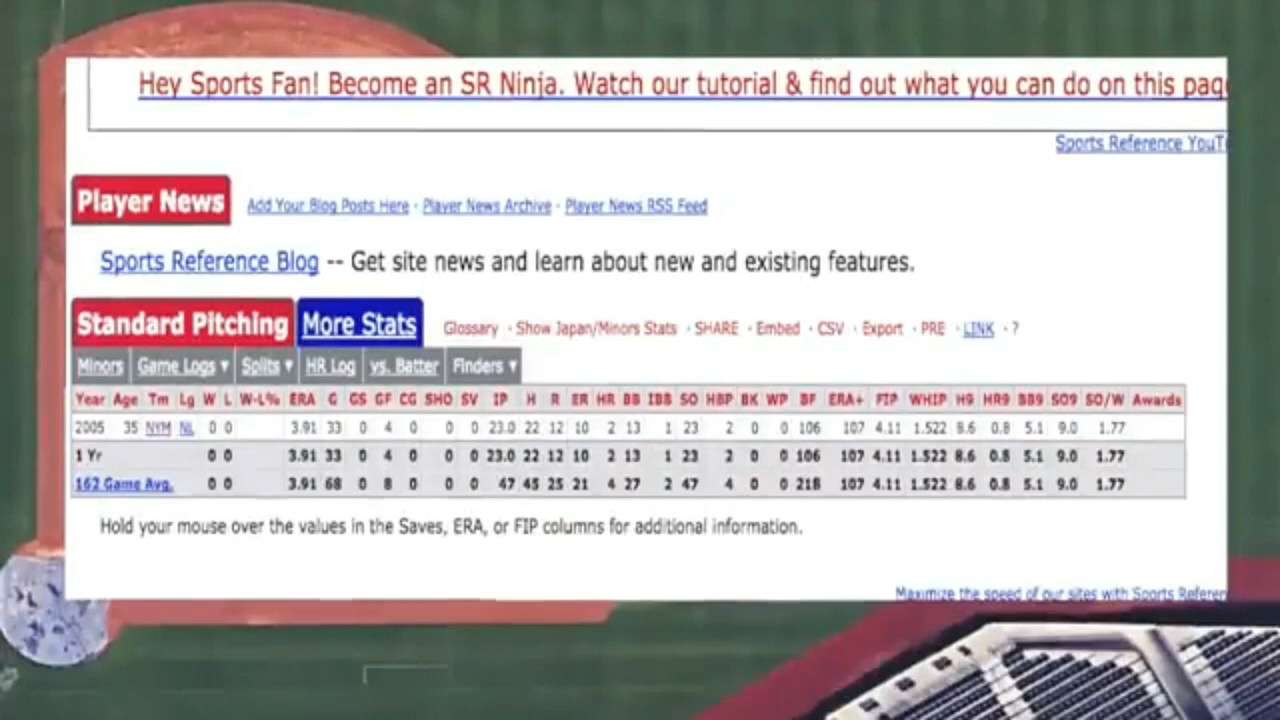 Hey Sports Fan! Become an SR Ninja. Watch our tutorial & find out what you can do on this pag
Sports Reference YouT
Player News Add Your Blog Posts Here · Player News Archive · Player News RSS Feed
Sports Reference Blog -- Get site news and learn about new and existing features.
Standard Pitching More Stats Glossary · Show Japan/Minors Stats · SHARE · Embed · CSV · Export · PRE · LINK · ?
Minors Game Logs ▾ Splits ▾ HR Log vs. Batter Finders ▾
Year Age Tm Lg W L W-L% ERA G GS GF CG SHO SV IP H R ER HR BB IBB SO HBP BK WP BF ERA+ FIP WHIP H9 HR9 BB9 SO9 SO/W Awards
2005 35 NYM NL 0 0 3.91 33 0 4 0 0 0 23.0 22 12 10 2 13 1 23 2 0 0 106 107 4.11 1.522 8.6 0.8 5.1 9.0 1.77
1 Yr 0 0 3.91 33 0 4 0 0 0 23.0 22 12 10 2 13 1 23 2 0 0 106 107 4.11 1.522 8.6 0.8 5.1 9.0 1.77
162 Game Avg. 0 0 3.91 68 0 8 0 0 0 47 45 25 21 4 27 2 47 4 0 0 218 107 4.11 1.522 8.6 0.8 5.1 9.0 1.77
Hold your mouse over the values in the Saves, ERA, or FIP columns for additional information.
Maximize the speed of our sites with Sports Referen